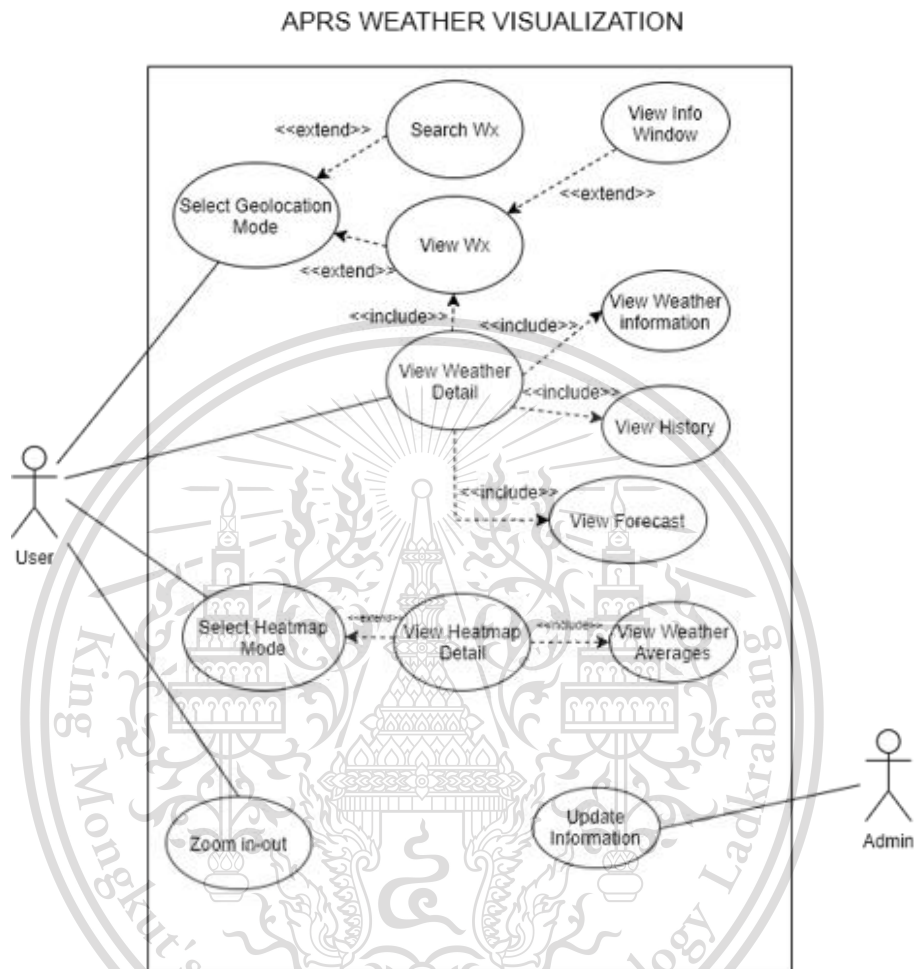 APRS WEATHER VISUALIZATION
<<extend>>
Search Wx
View Info
Window
<<extend>>
Select Geolocation
Mode
View Wx
<<extend>>
<<include>>
<<include>>
View Weather
information
View Weather
Detail
<<include>>
View History
<<include>>
View Forecast
User
Select Heatmap
Mode
<<extend>>
View Heatmap
Detail
<<include>>
View Weather
Averages
Zoom in-out
Update
Information
Admin
King Mongkut's
ology Ladkrabang